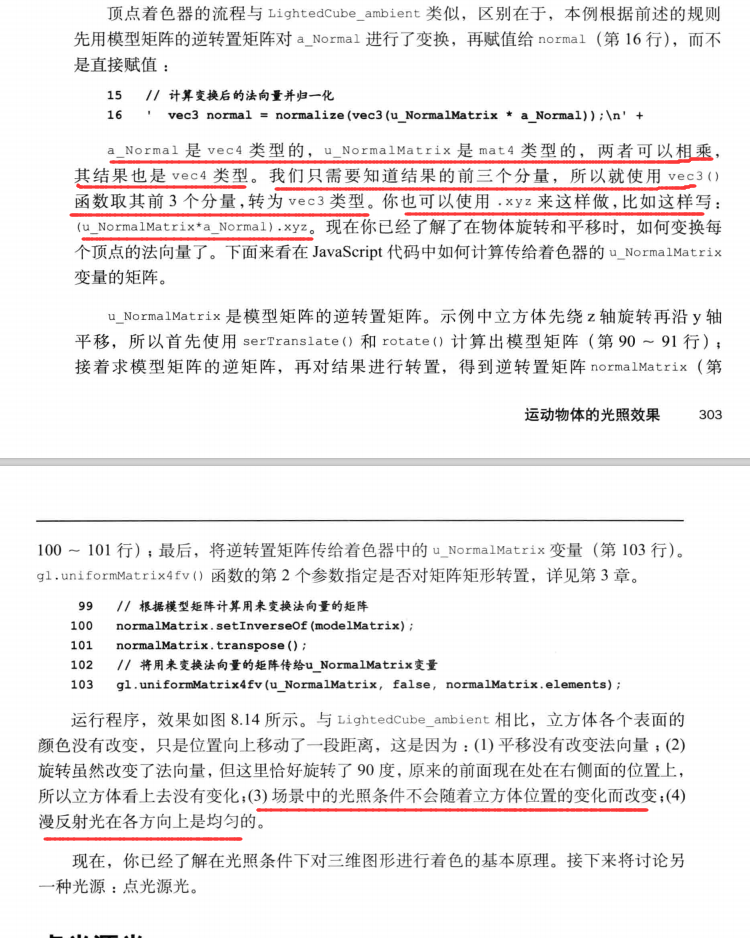 顶点着色器的流程与 LightedCube_ambient 类似，区别在于，本例根据前述的规则
先用模型矩阵的逆转置矩阵对 a_Normal 进行了变换，再赋值给 normal（第 16 行），而不
是直接赋值：
15 // 计算变换后的法向量并归一化
16 ' vec3 normal = normalize(vec3(u_NormalMatrix * a_Normal));\n' +
a_Normal 是 vec4 类型的，u_NormalMatrix 是 mat4 类型的，两者可以相乘，
其结果也是 vec4 类型。我们只需要知道结果的前三个分量，所以就使用 vec3()
函数取其前 3 个分量，转为 vec3 类型。你也可以使用 .xyz 来这样做，比如这样写：
(u_NormalMatrix*a_Normal).xyz。现在你已经了解了在物体旋转和平移时，如何变换每
个顶点的法向量了。下面来看在 JavaScript 代码中如何计算传给着色器的 u_NormalMatrix
变量的矩阵。
u_NormalMatrix 是模型矩阵的逆转置矩阵。示例中立方体先绕 z 轴旋转再沿 y 轴
平移，所以首先使用 serTranslate() 和 rotate() 计算出模型矩阵（第 90 ～ 91 行）；
接着求模型矩阵的逆矩阵，再对结果进行转置，得到逆转置矩阵 normalMatrix（第
运动物体的光照效果 303
100 ～ 101 行）；最后，将逆转置矩阵传给着色器中的 u_NormalMatrix 变量（第 103 行）。
gl.uniformMatrix4fv() 函数的第 2 个参数指定是否对矩阵矩形转置，详见第 3 章。
99 // 根据模型矩阵计算用来变换法向量的矩阵
100 normalMatrix.setInverseOf(modelMatrix);
101 normalMatrix.transpose();
102 // 将用来变换法向量的矩阵传给u_NormalMatrix变量
103 gl.uniformMatrix4fv(u_NormalMatrix, false, normalMatrix.elements);
运行程序，效果如图 8.14 所示。与 LightedCube_ambient 相比，立方体各个表面的
颜色没有改变，只是位置向上移动了一段距离，这是因为：(1) 平移没有改变法向量；(2)
旋转虽然改变了法向量，但这里恰好旋转了 90 度，原来的前面现在处在右侧面的位置上，
所以立方体看上去没有变化；(3) 场景中的光照条件不会随着立方体位置的变化而改变；(4)
漫反射光在各方向上是均匀的。
现在，你已经了解在光照条件下对三维图形进行着色的基本原理。接下来将讨论另
一种光源：点光源光。